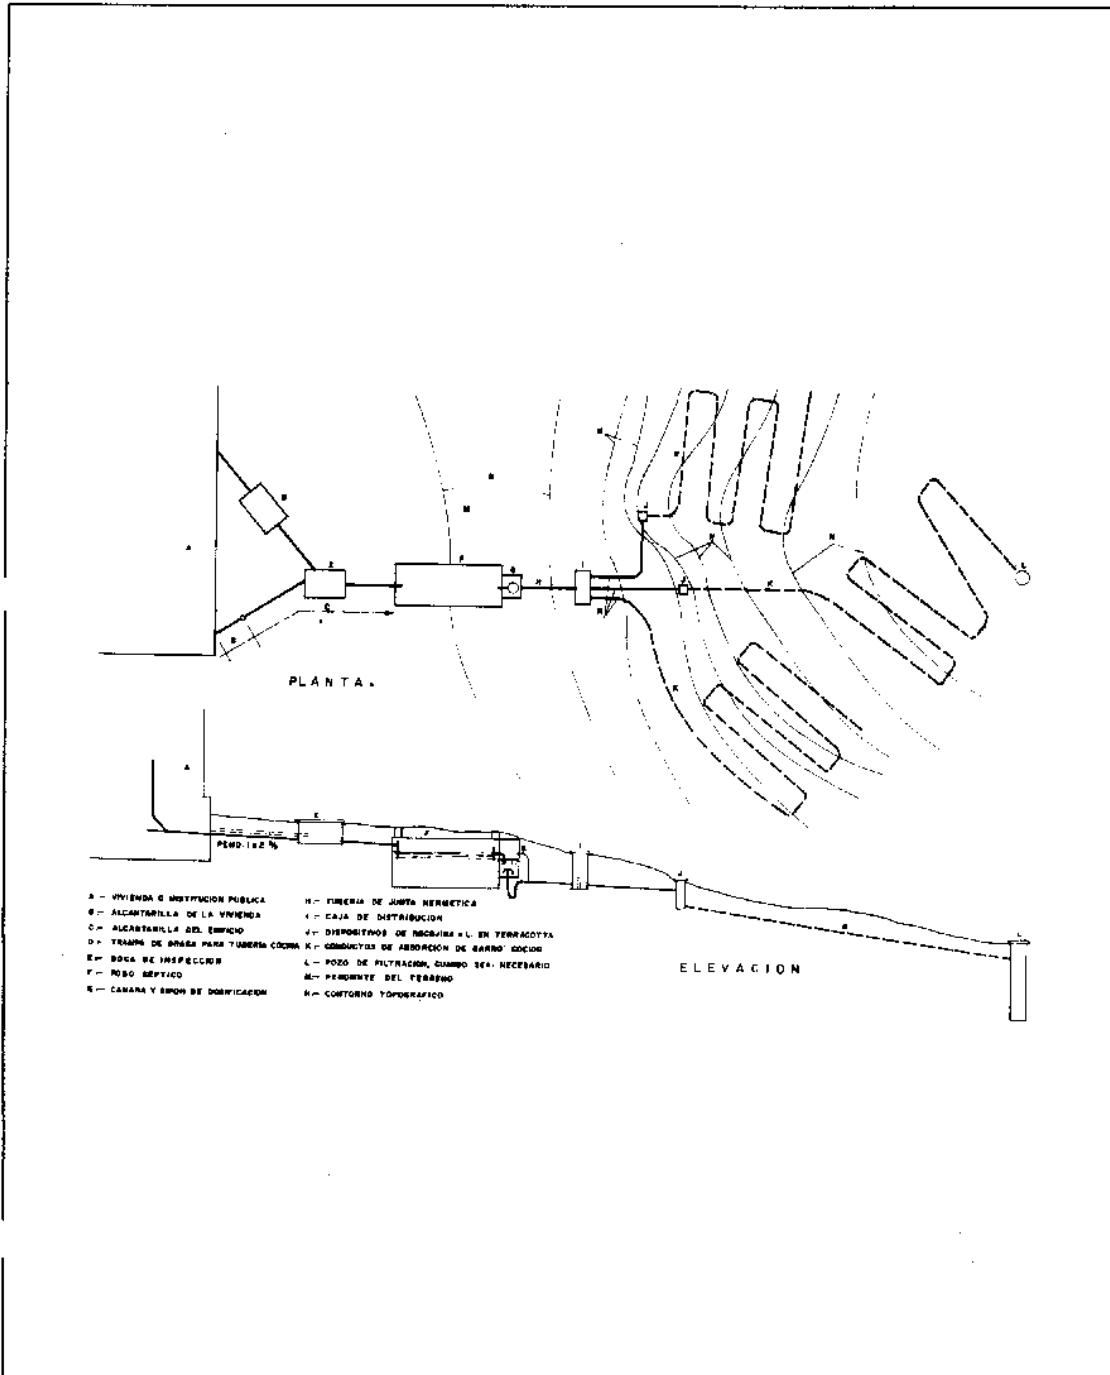 A
D
E
C
B
F
G
H
I
J
K
L
M
N
PLANTA.
A
E
F
G
I
J
K
L
PEND. 1 a 2 %
ELEVACION
A.— VIVIENDA O INSTITUCION PUBLICA
B.— ALCANTARILLA DE LA VIVIENDA
C.— ALCANTARILLA DEL EDIFICIO
D.— TRAMPA DE GRASA PARA TUBERIA COCINA
E.— BOCA DE INSPECCION
F.— POSO SEPTICO
G.— CAMARA Y SIFON DE DOSIFICACION
H.— TUBERIA DE JUNTA HERMETICA
I.— CAJA DE DISTRIBUCION
J.— DISPOSITIVOS DE EN TERRACOTTA
K.— CONDUCTOS DE ABSORCIÓN DE BARRO COCIDO
L.— POZO DE FILTRACION, CUANDO SEA NECESARIO
M.— PENDIENTE DEL TERRENO
N.— CONTORNO TOPOGRAFICO